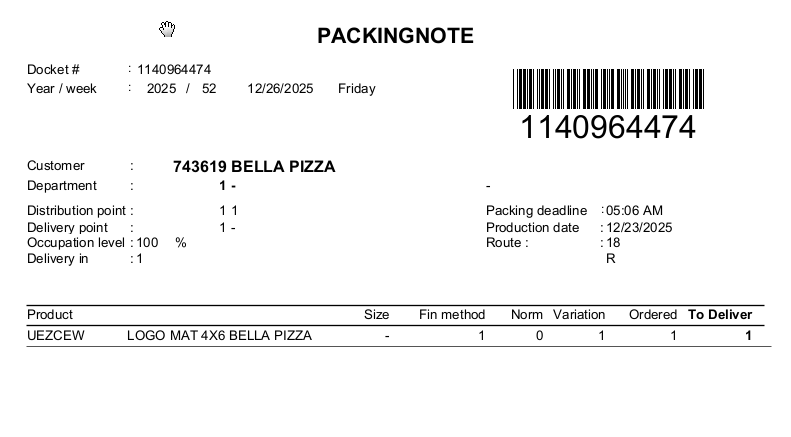 PACKINGNOTE
Docket # : 1140964474
Year / week : 2025 / 52 12/26/2025 Friday
1140964474
Customer : 743619 BELLA PIZZA
Department : 1 - -
Distribution point : 1 1 Packing deadline : 05:06 AM
Delivery point : 1 - Production date : 12/23/2025
Occupation level : 100 % Route : : 18
Delivery in : 1 R
Product Size Fin method Norm Variation Ordered To Deliver
UEZCEW LOGO MAT 4X6 BELLA PIZZA - 1 0 1 1 1